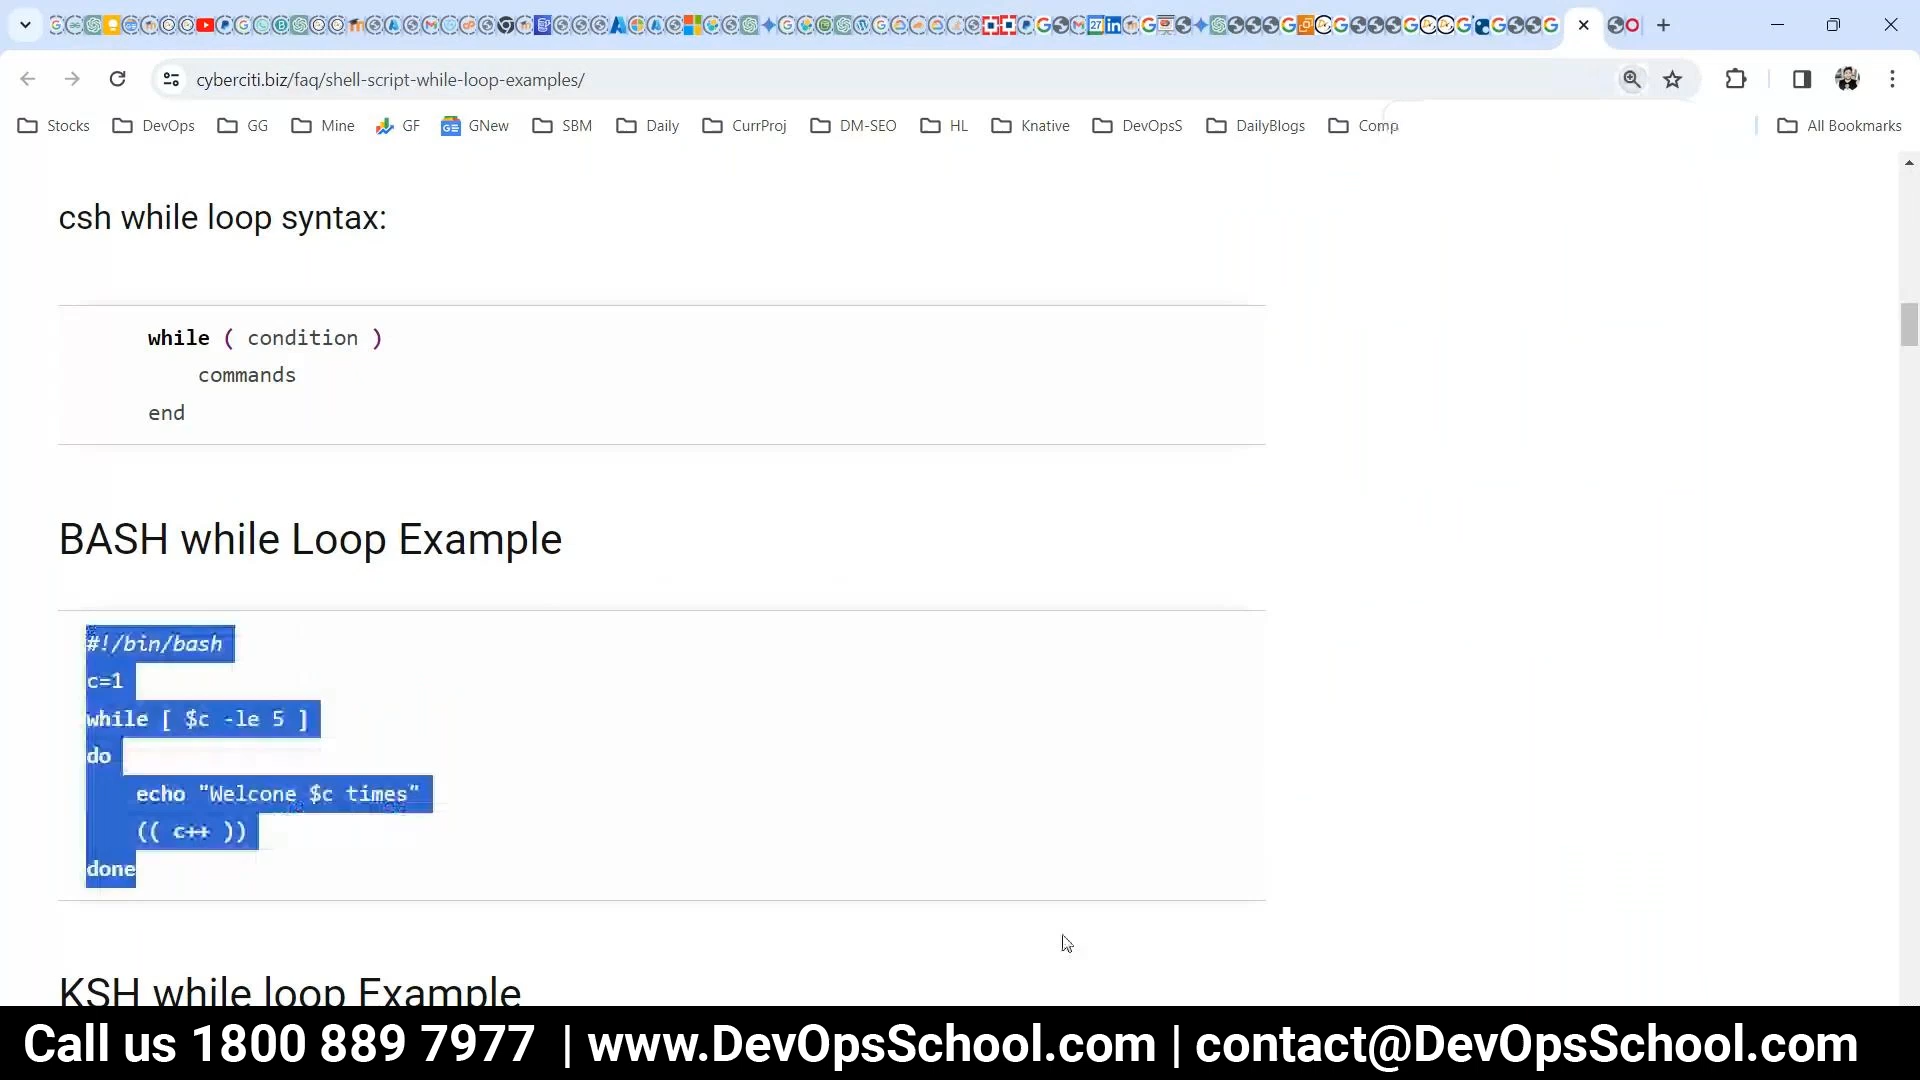 cyberciti.biz/faq/shell-script-while-loop-examples/
Stocks DevOps GG Mine GF GNew SBM Daily CurrProj DM-SEO HL Knative DevOpsS DailyBlogs Comp All Bookmarks
csh while loop syntax:
while ( condition )
commands
end
BASH while Loop Example
#!/bin/bash
c=1
while [ $c -le 5 ]
do
echo "Welcone $c times"
(( c++ ))
done
KSH while loop Example
Call us 1800 889 7977 | www.DevOpsSchool.com | contact@DevOpsSchool.com